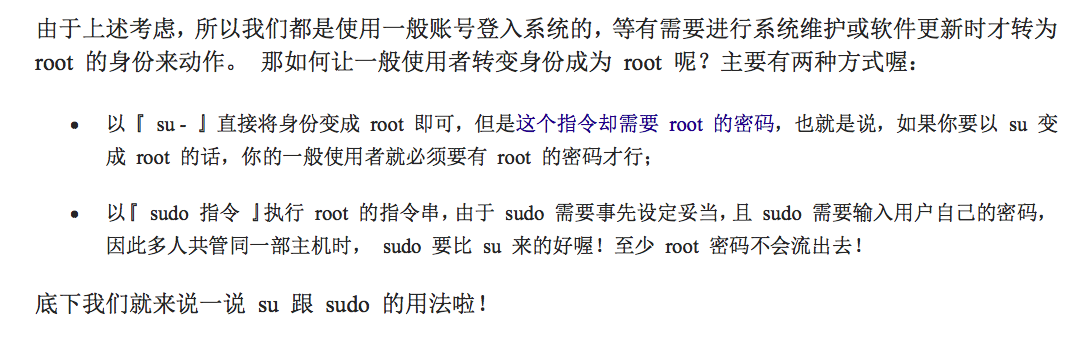 由于上述考虑，所以我们都是使用一般账号登入系统的，等有需要进行系统维护或软件更新时才转为
root 的身份来动作。 那如何让一般使用者转变身份成为 root 呢？主要有两种方式喔：
• 以『 su - 』直接将身份变成 root 即可，但是这个指令却需要 root 的密码，也就是说，如果你要以 su 变
成 root 的话，你的一般使用者就必须要有 root 的密码才行；
• 以『 sudo 指令 』执行 root 的指令串，由于 sudo 需要事先设定妥当，且 sudo 需要输入用户自己的密码，
因此多人共管同一部主机时， sudo 要比 su 来的好喔！至少 root 密码不会流出去！
底下我们就来说一说 su 跟 sudo 的用法啦！